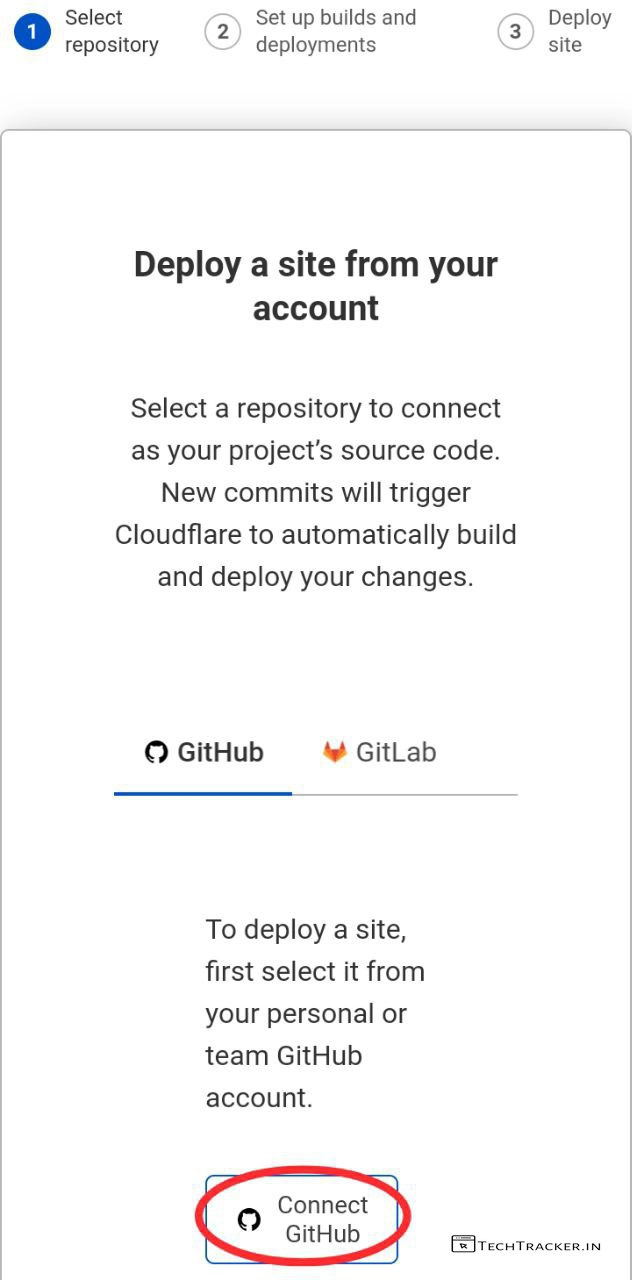 1 Select repository
2 Set up builds and deployments
3 Deploy site
Deploy a site from your
account
Select a repository to connect
as your project’s source code.
New commits will trigger
Cloudflare to automatically build
and deploy your changes.
GitHub GitLab
To deploy a site,
first select it from
your personal or
team GitHub
account.
Connect
GitHub
TECHTRACKER.IN